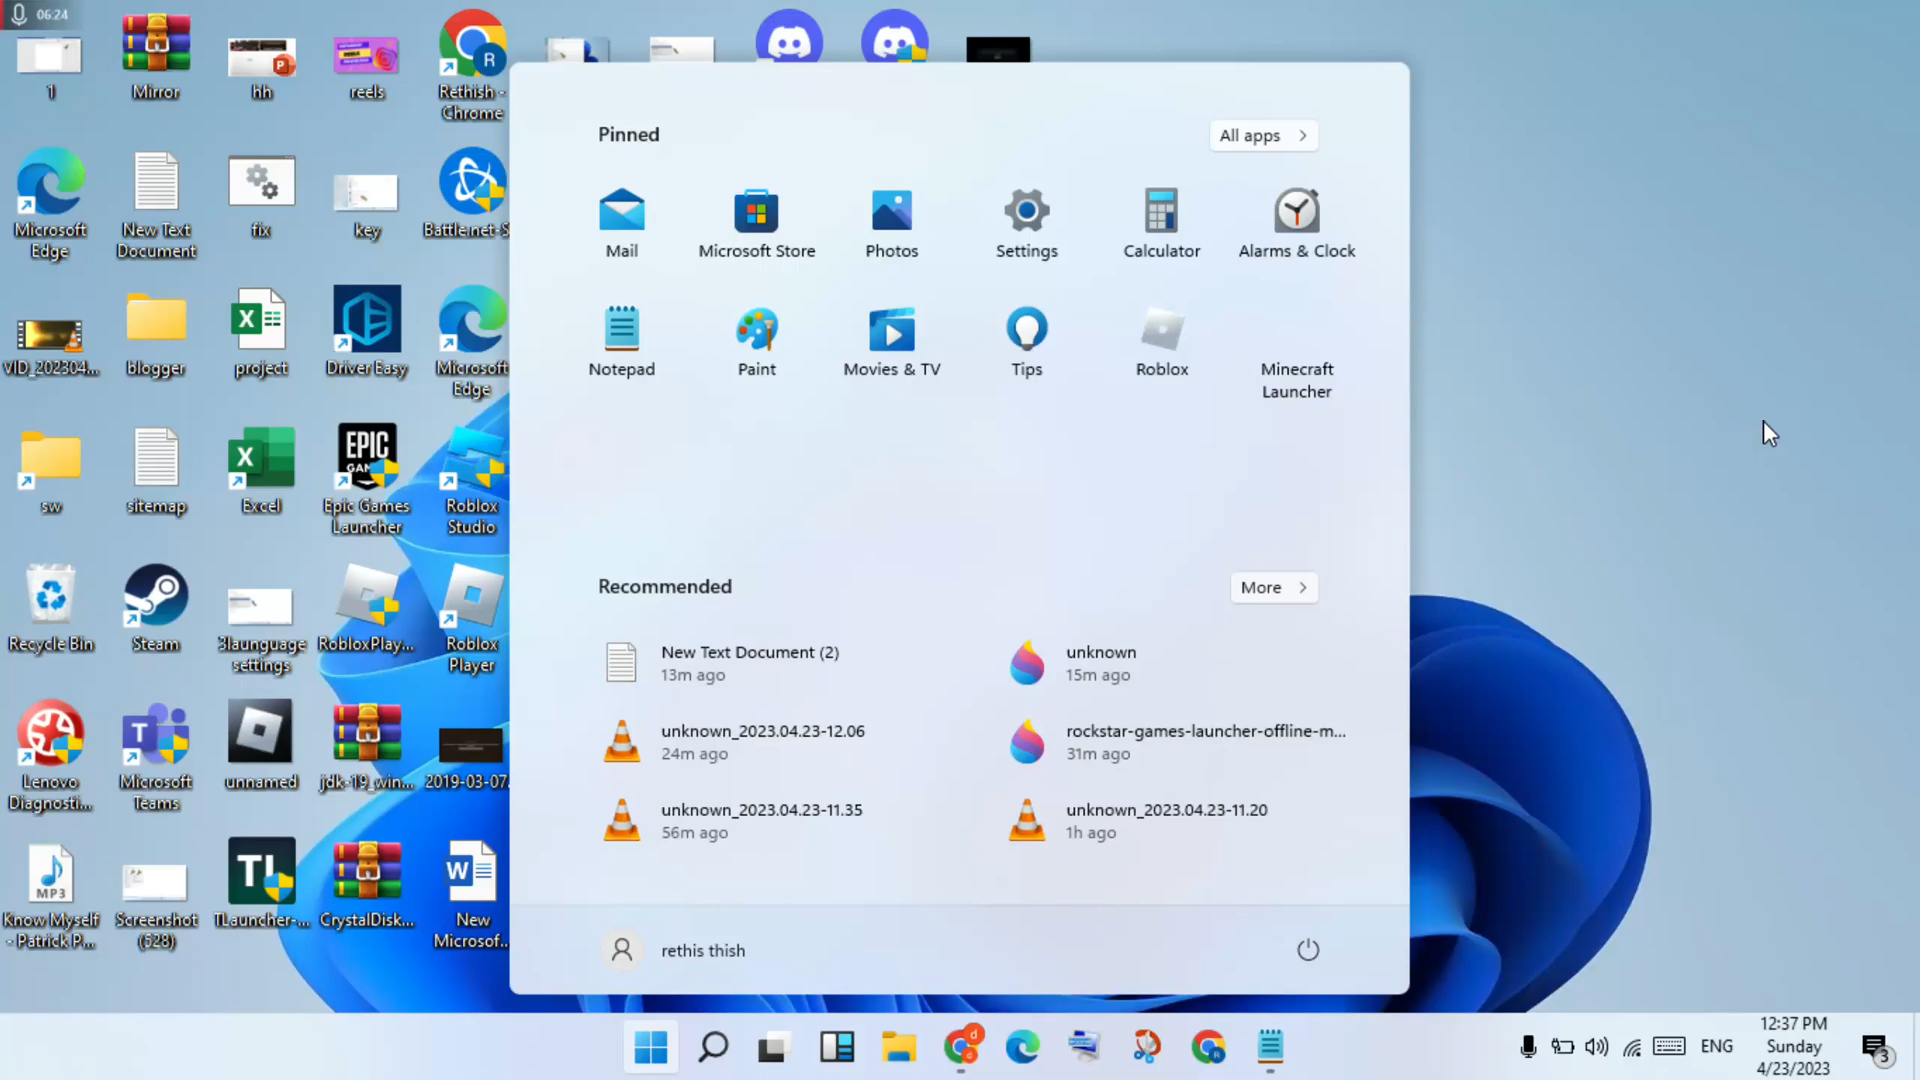 06:24
1
Mirror
hh
reels
Rethish -
Chrome
R
Microsoft
Edge
New Text
Document
fix
key
Battle.net-S
VID_202304...
blogger
project
Driver Easy
Microsoft
Edge
sw
sitemap
Excel
EPIC
Epic Games
Launcher
Roblox
Studio
Recycle Bin
Steam
3launguage
settings
RobloxPlay...
Roblox
Player
Lenovo
Diagnosti...
Microsoft
Teams
unnamed
jdk-19_win...
2019-03-07.
MP3
Know Myself
- Patrick P...
Screenshot
(528)
TL
TLauncher-...
CrystalDisk...
New
Microsof..
Pinned
All apps
Mail
Microsoft Store
Photos
Settings
Calculator
Alarms & Clock
Notepad
Paint
Movies & TV
Tips
Roblox
Minecraft
Launcher
Recommended
More
New Text Document (2)
13m ago
unknown
15m ago
unknown_2023.04.23-12.06
24m ago
rockstar-games-launcher-offline-m...
31m ago
unknown_2023.04.23-11.35
56m ago
unknown_2023.04.23-11.20
1h ago
rethis thish
ENG
12:37 PM
Sunday
4/23/2023
3